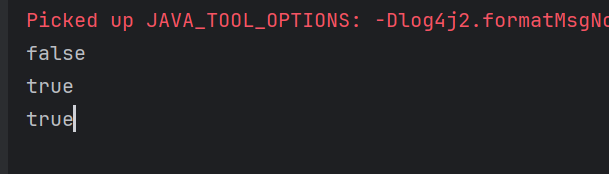 Picked up JAVA_TOOL_OPTIONS: -Dlog4j2.formatMsgNo
false
true
true